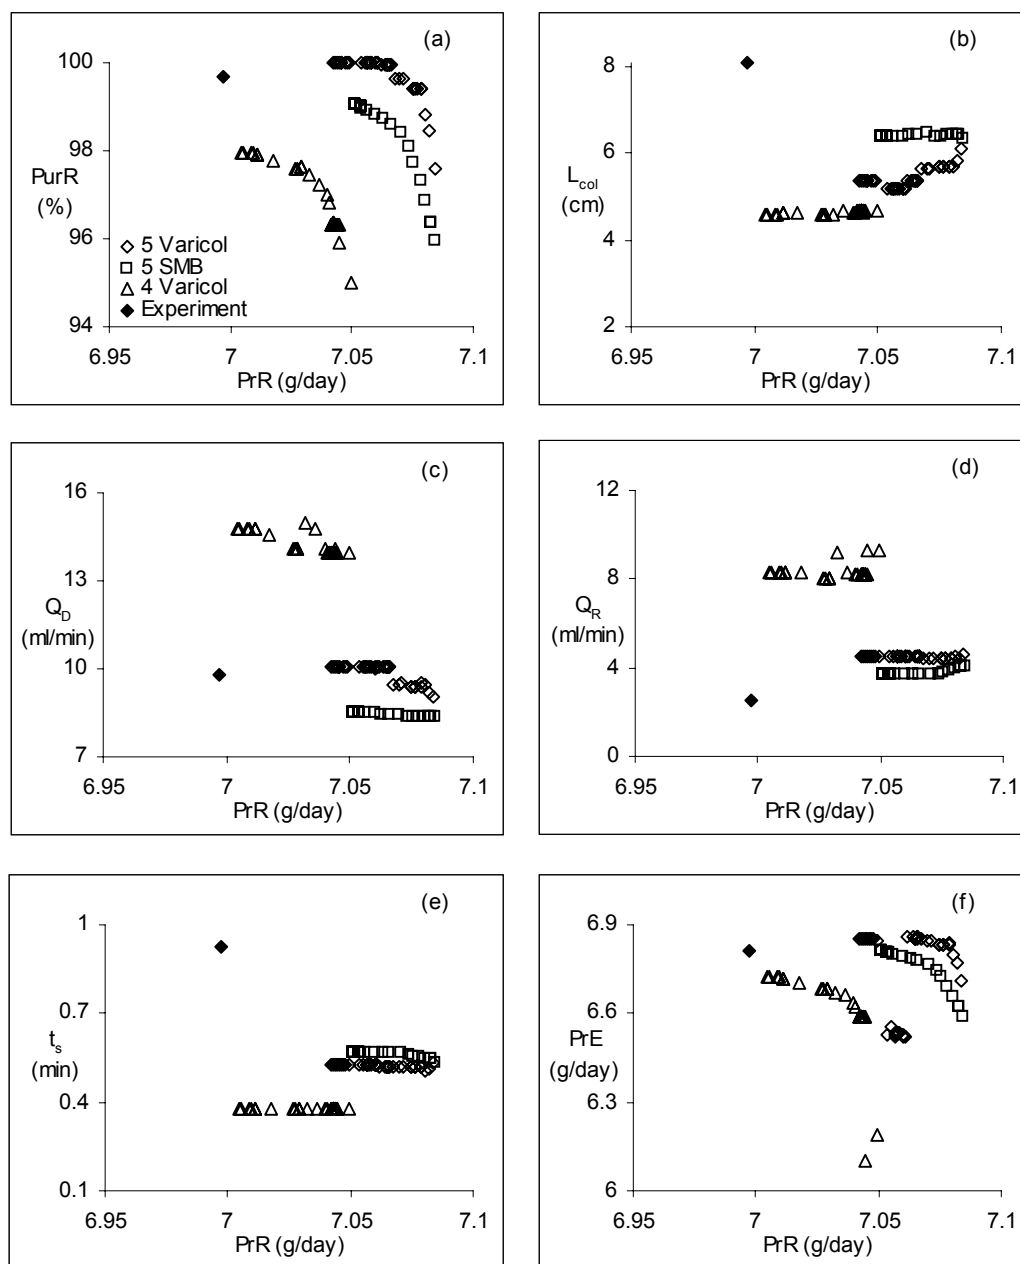 (a)
100
98
PurR
(%)
96
94
5 Varicol
5 SMB
4 Varicol
Experiment
6.95 7 7.05 7.1
PrR (g/day)
(b)
8
6
L_col
(cm)
4
2
6.95 7 7.05 7.1
PrR (g/day)
(c)
16
13
Q_D
(ml/min)
10
7
6.95 7 7.05 7.1
PrR (g/day)
(d)
12
8
Q_R
(ml/min)
4
0
6.95 7 7.05 7.1
PrR (g/day)
(e)
1
0.7
t_s
(min)
0.4
0.1
6.95 7 7.05 7.1
PrR (g/day)
(f)
6.9
6.6
PrE
(g/day)
6.3
6
6.95 7 7.05 7.1
PrR (g/day)